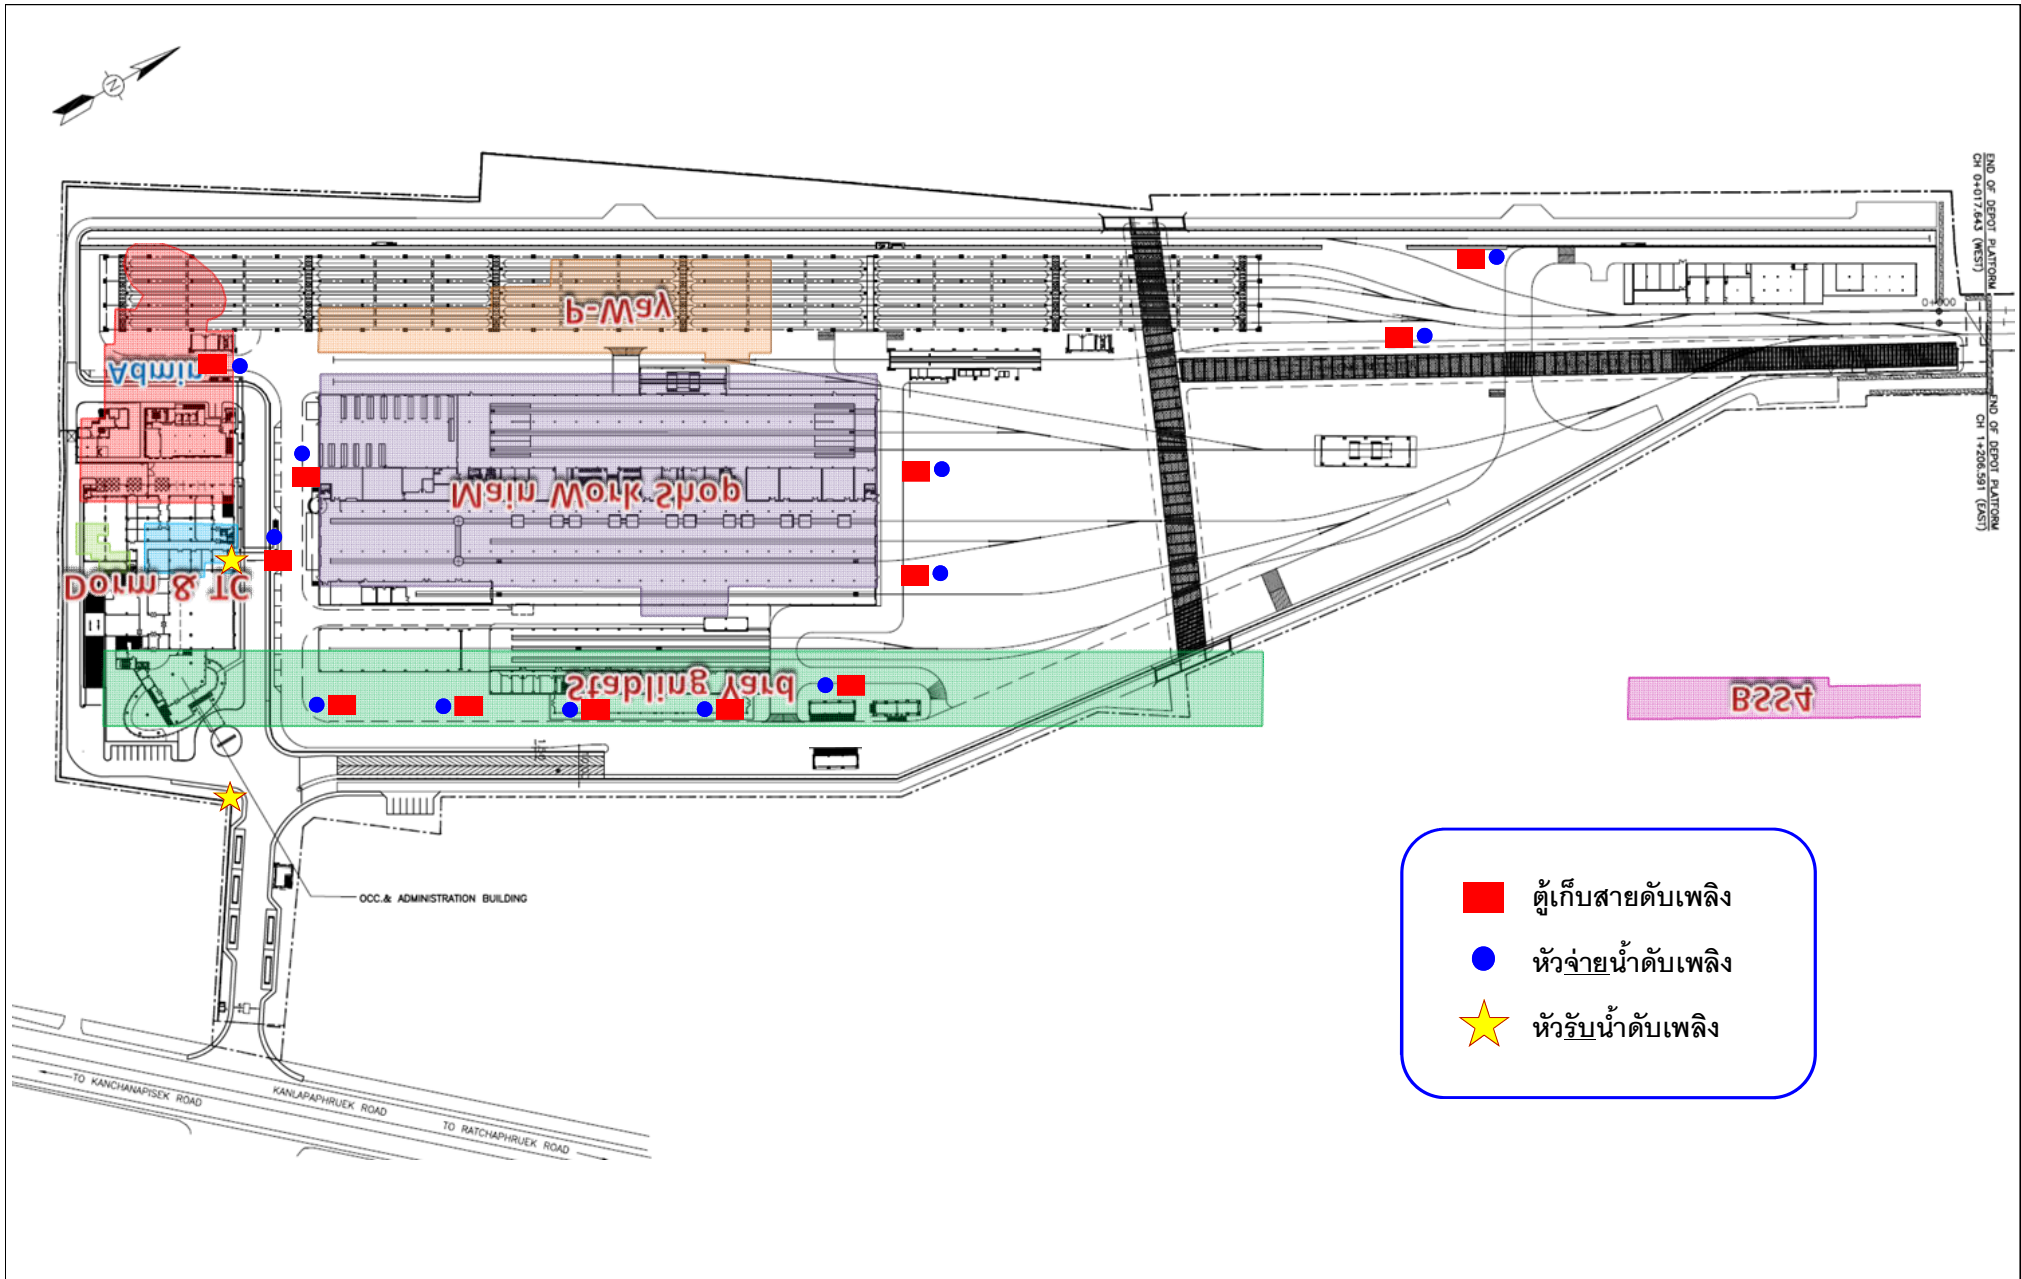 N
END OF DEPOT PLATFORM
CH 0+017.643 (WEST)
0+000
P-Way
Admin
END OF DEPOT PLATFORM
CH 1+206.591 (EAST)
Main Work Shop
Dorm & TC
Stabling Yard
BSS4
OCC.& ADMINISTRATION BUILDING
ตู้เก็บสายดับเพลิง
หัวจ่ายน้ำดับเพลิง
หัวรับน้ำดับเพลิง
TO KANCHANAPISEK ROAD
KANLAPAPHRUEK ROAD
TO RATCHAPHRUEK ROAD